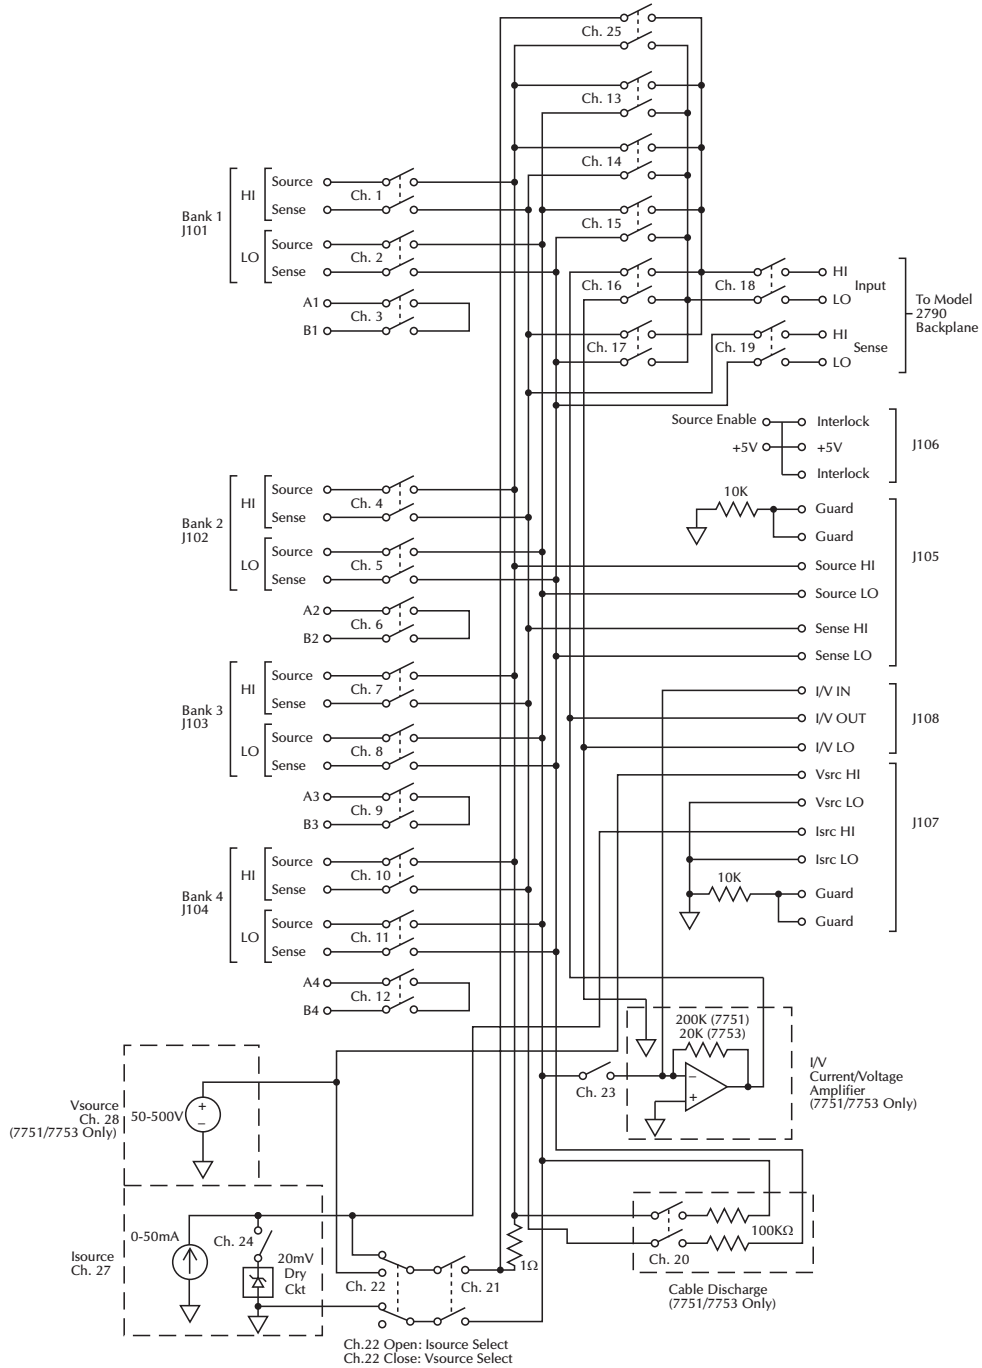 Ch. 25
Ch. 13
Ch. 14
Ch. 15
Ch. 16
Ch. 17
Ch. 18
Ch. 19
HI
Input
LO
HI
Sense
LO
To Model
2790
Backplane
Bank 1
J101
HI
Source
Sense
Ch. 1
LO
Source
Sense
Ch. 2
A1
Ch. 3
B1
Source Enable
Interlock
+5V
+5V
Interlock
J106
Bank 2
J102
HI
Source
Sense
Ch. 4
LO
Source
Sense
Ch. 5
A2
Ch. 6
B2
10K
Guard
Guard
Source HI
Source LO
Sense HI
Sense LO
J105
Bank 3
J103
HI
Source
Sense
Ch. 7
LO
Source
Sense
Ch. 8
A3
Ch. 9
B3
I/V IN
I/V OUT
I/V LO
J108
Vsrc HI
Vsrc LO
Isrc HI
Isrc LO
10K
Guard
Guard
J107
Bank 4
J104
HI
Source
Sense
Ch. 10
LO
Source
Sense
Ch. 11
A4
Ch. 12
B4
200K (7751)
20K (7753)
−
+
Ch. 23
I/V
Current/Voltage
Amplifier
(7751/7753 Only)
Vsource
Ch. 28
(7751/7753 Only)
50-500V
+
−
Isource
Ch. 27
0-50mA
Ch. 24
20mV
Dry
Ckt
Ch. 22
Ch. 21
1Ω
100KΩ
Ch. 20
Cable Discharge
(7751/7753 Only)
Ch.22 Open: Isource Select
Ch.22 Close: Vsource Select